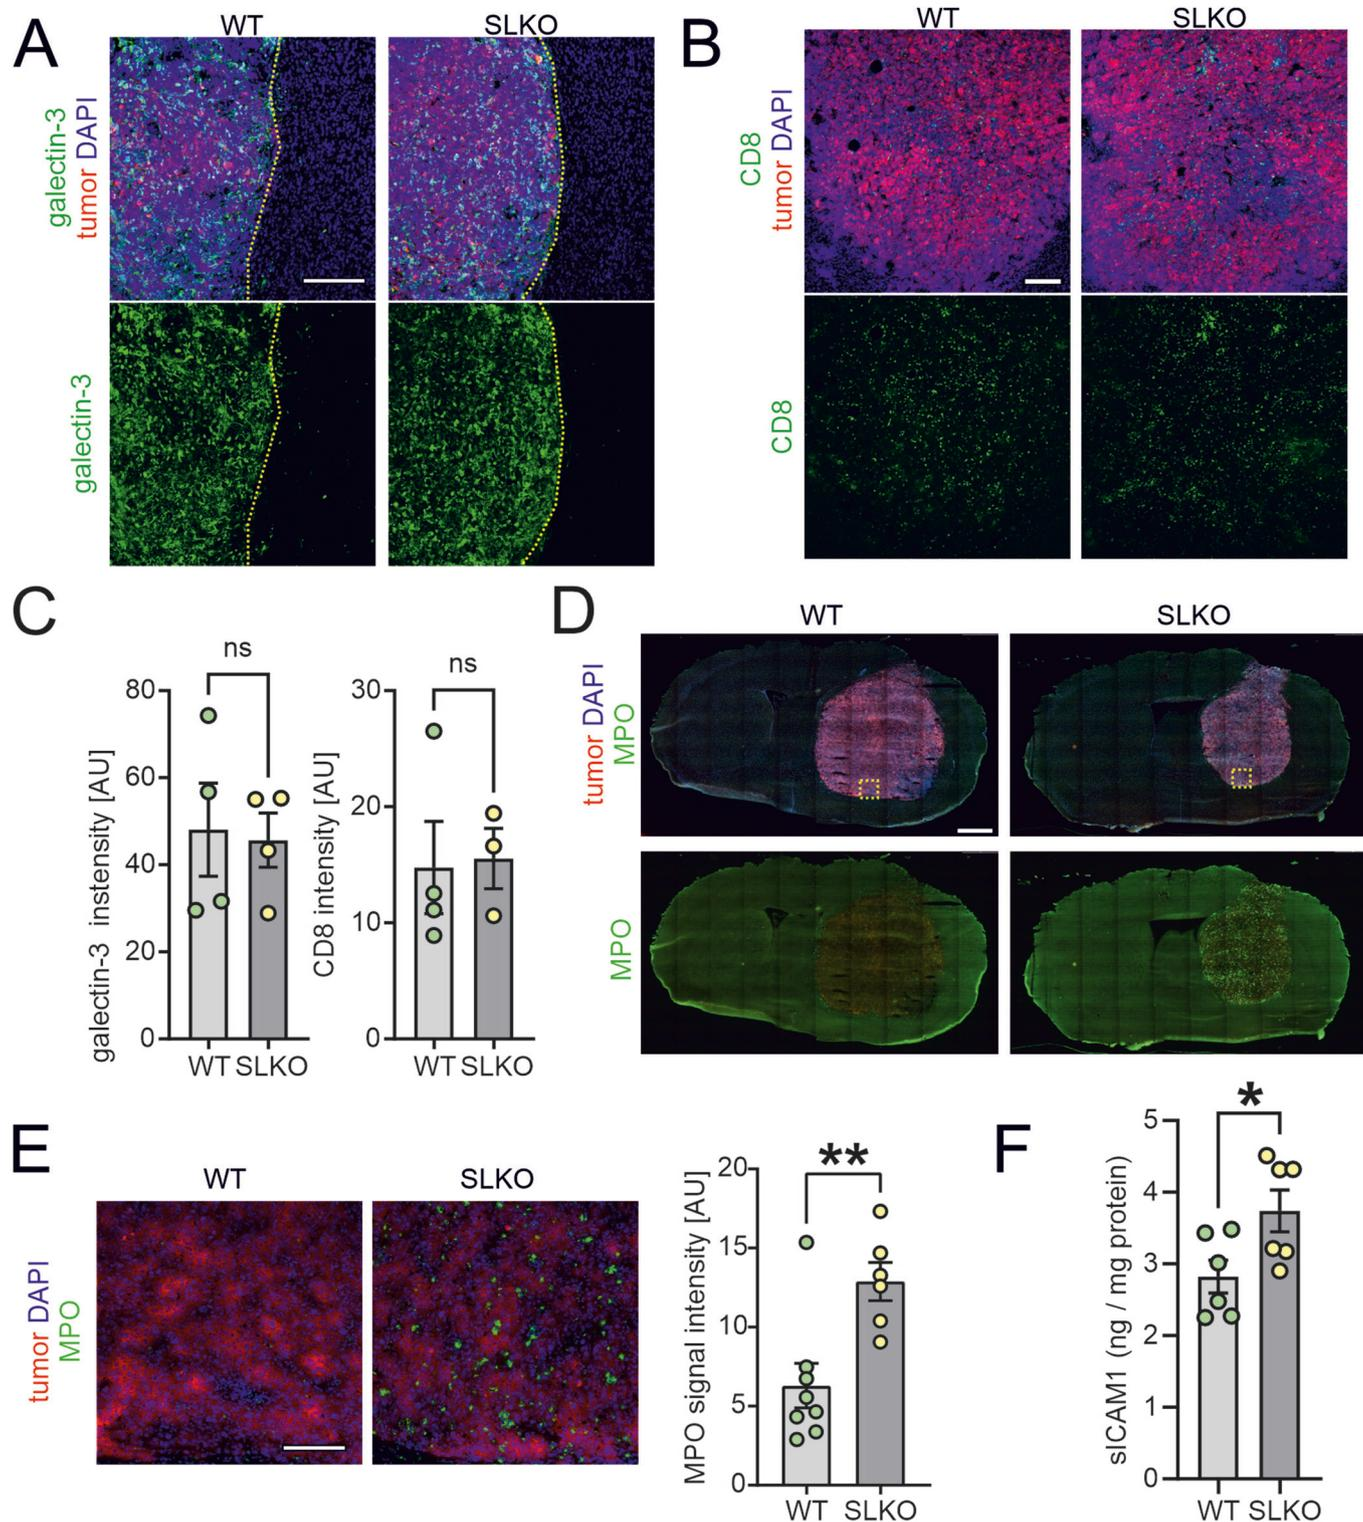 A
WT
SLKO
galectin-3
tumor DAPI
galectin-3
B
WT
SLKO
CD8
tumor DAPI
CD8
C
ns
80
60
40
20
0
galectin-3 instensity [AU]
WT SLKO
ns
30
20
10
0
CD8 intensity [AU]
WT SLKO
D
WT
SLKO
tumor DAPI
MPO
MPO
E
WT
SLKO
tumor DAPI
MPO
**
20
15
10
5
0
MPO signal intensity [AU]
WT SLKO
F
*
5
4
3
2
1
0
sICAM1 (ng / mg protein)
WT SLKO